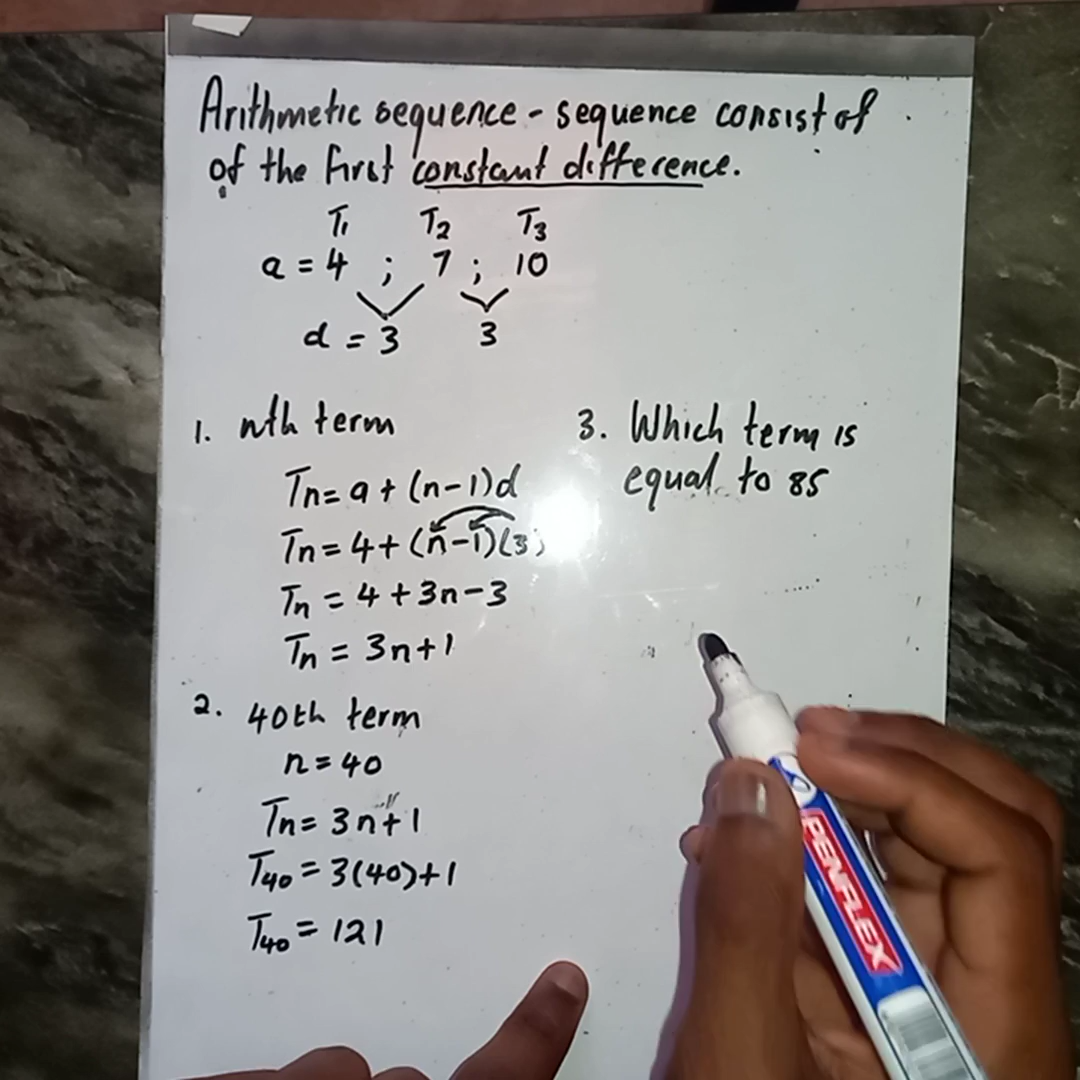 Arithmetic sequence - sequence consist of
of the first constant difference.
T1 T2 T3
a = 4 ; 7 ; 10
d = 3 3
1. nth term
Tn = a + (n-1)d
Tn = 4 + (n-1)(3)
Tn = 4 + 3n - 3
Tn = 3n + 1
2. 40th term
n = 40
Tn = 3n + 1
T40 = 3(40) + 1
T40 = 121
3. Which term is
equal to 85
PENFLEX